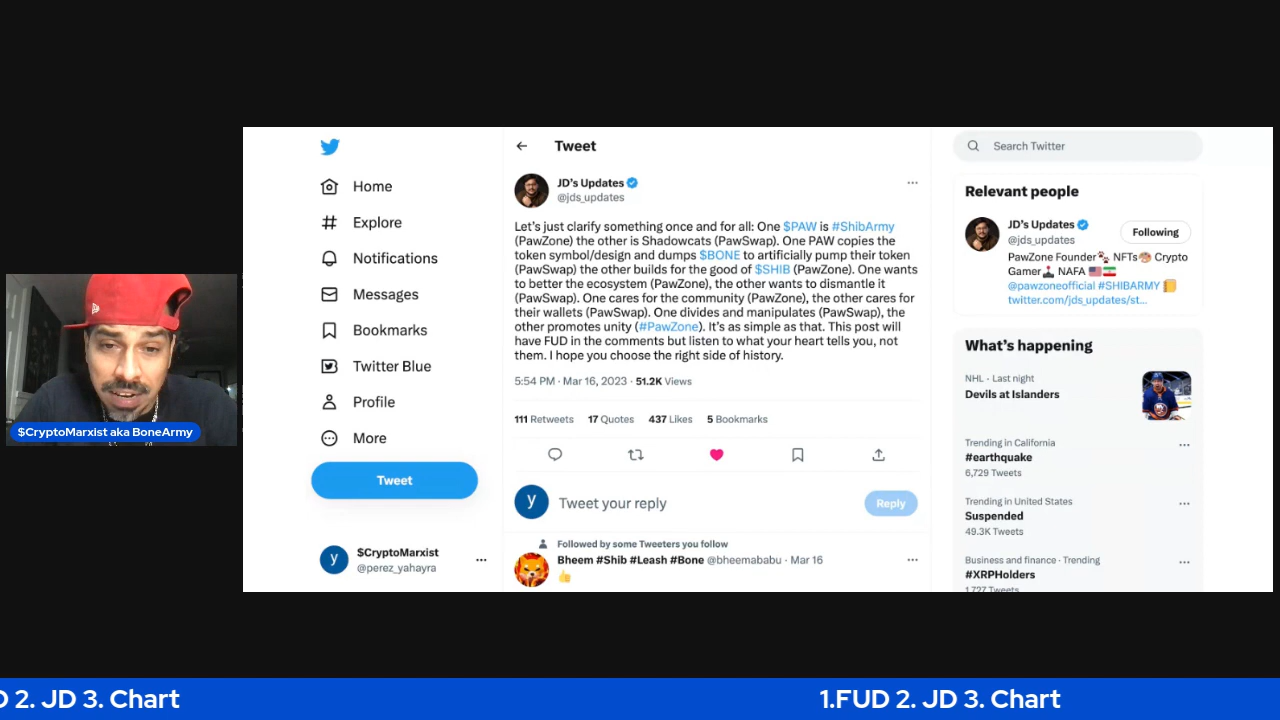 Home
Explore
Notifications
Messages
Bookmarks
Twitter Blue
Profile
More
Tweet
$CryptoMarxist
@perez_yahayra
Tweet
JD's Updates
@jds_updates
Let's just clarify something once and for all: One $PAW is #ShibArmy
(PawZone) the other is Shadowcats (PawSwap). One PAW copies the
token symbol/design and dumps $BONE to artificially pump their token
(PawSwap) the other builds for the good of $SHIB (PawZone). One wants
to better the ecosystem (PawZone), the other wants to dismantle it
(PawSwap). One cares for the community (PawZone), the other cares for
their wallets (PawSwap). One divides and manipulates (PawSwap), the
other promotes unity (#PawZone). It's as simple as that. This post will
have FUD in the comments but listen to what your heart tells you, not
them. I hope you choose the right side of history.
5:54 PM · Mar 16, 2023 · 51.2K Views
111 Retweets 17 Quotes 437 Likes 5 Bookmarks
y
Tweet your reply
Reply
Followed by some Tweeters you follow
Bheem #Shib #Leash #Bone @bheemababu · Mar 16
Search Twitter
Relevant people
JD's Updates
@jds_updates
Following
PawZone Founder NFTs Crypto
Gamer NAFA
@pawzoneofficial #SHIBARMY
twitter.com/jds_updates/st...
What's happening
NHL · Last night
Devils at Islanders
Trending in California
#earthquake
6,729 Tweets
Trending in United States
Suspended
49.3K Tweets
Business and finance · Trending
#XRPHolders
1,727 Tweets
y
$CryptoMarxist aka BoneArmy
D 2. JD 3. Chart
1.FUD 2. JD 3. Chart